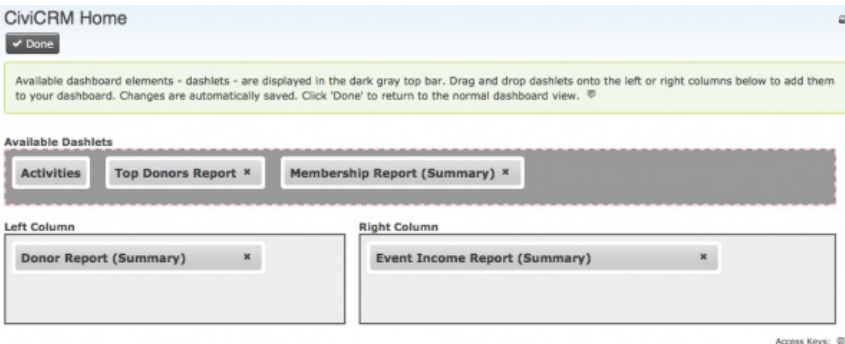 CiviCRM Home
✔ Done
Available dashboard elements - dashlets - are displayed in the dark gray top bar. Drag and drop dashlets onto the left or right columns below to add them
to your dashboard. Changes are automatically saved. Click 'Done' to return to the normal dashboard view.
Available Dashlets
Activities Top Donors Report × Membership Report (Summary) ×
Left Column Right Column
Donor Report (Summary) × Event Income Report (Summary) ×
Access Keys: